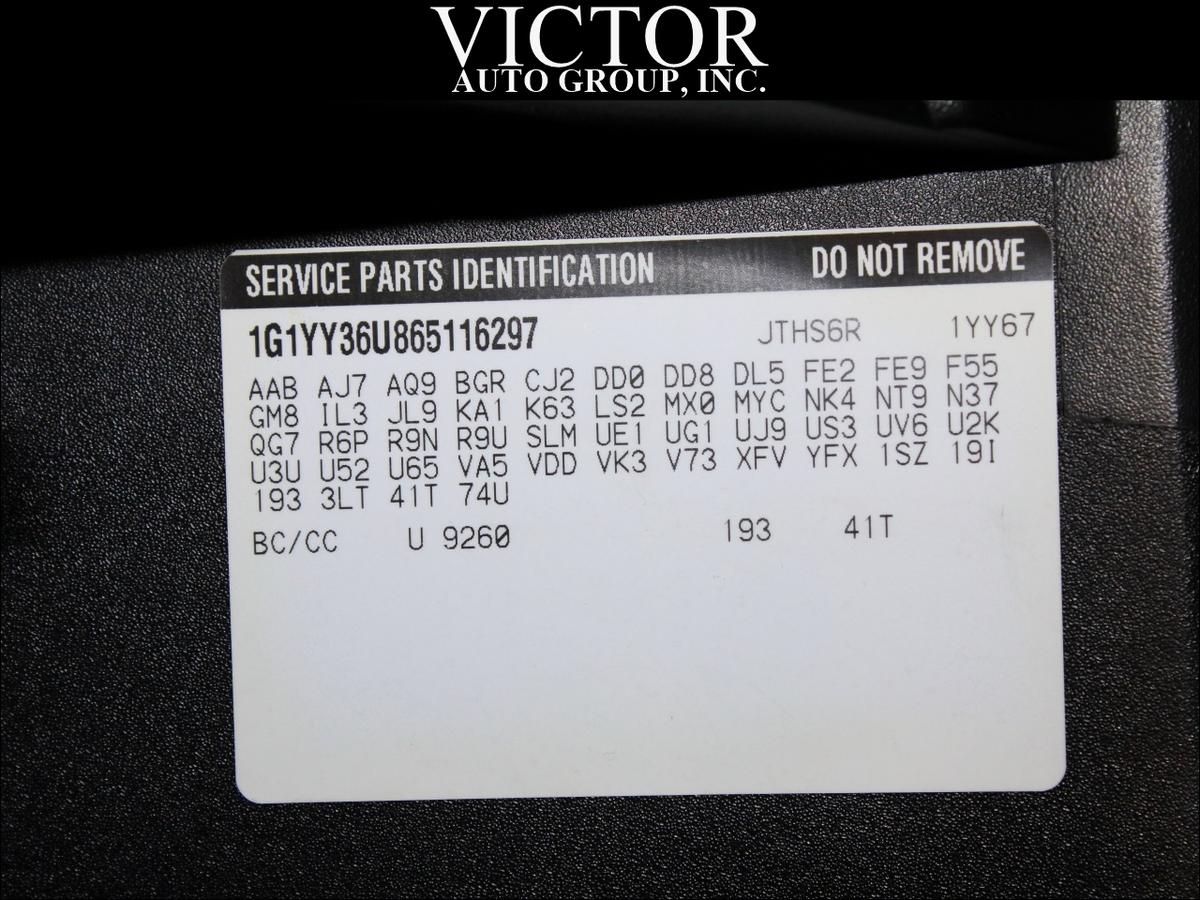 VICTOR
AUTO GROUP, INC.
SERVICE PARTS IDENTIFICATION DO NOT REMOVE
1G1YY36U865116297 JTHS6R 1YY67
AAB AJ7 AQ9 BGR CJ2 DD0 DD8 DL5 FE2 FE9 F55
GM8 IL3 JL9 KA1 K63 LS2 MX0 MYC NK4 NT9 N37
QG7 R6P R9N R9U SLM UE1 UG1 UJ9 US3 UV6 U2K
U3U U52 U65 VA5 VDD VK3 V73 XFV YFX 1SZ 19I
193 3LT 41T 74U
BC/CC U 9260 193 41T